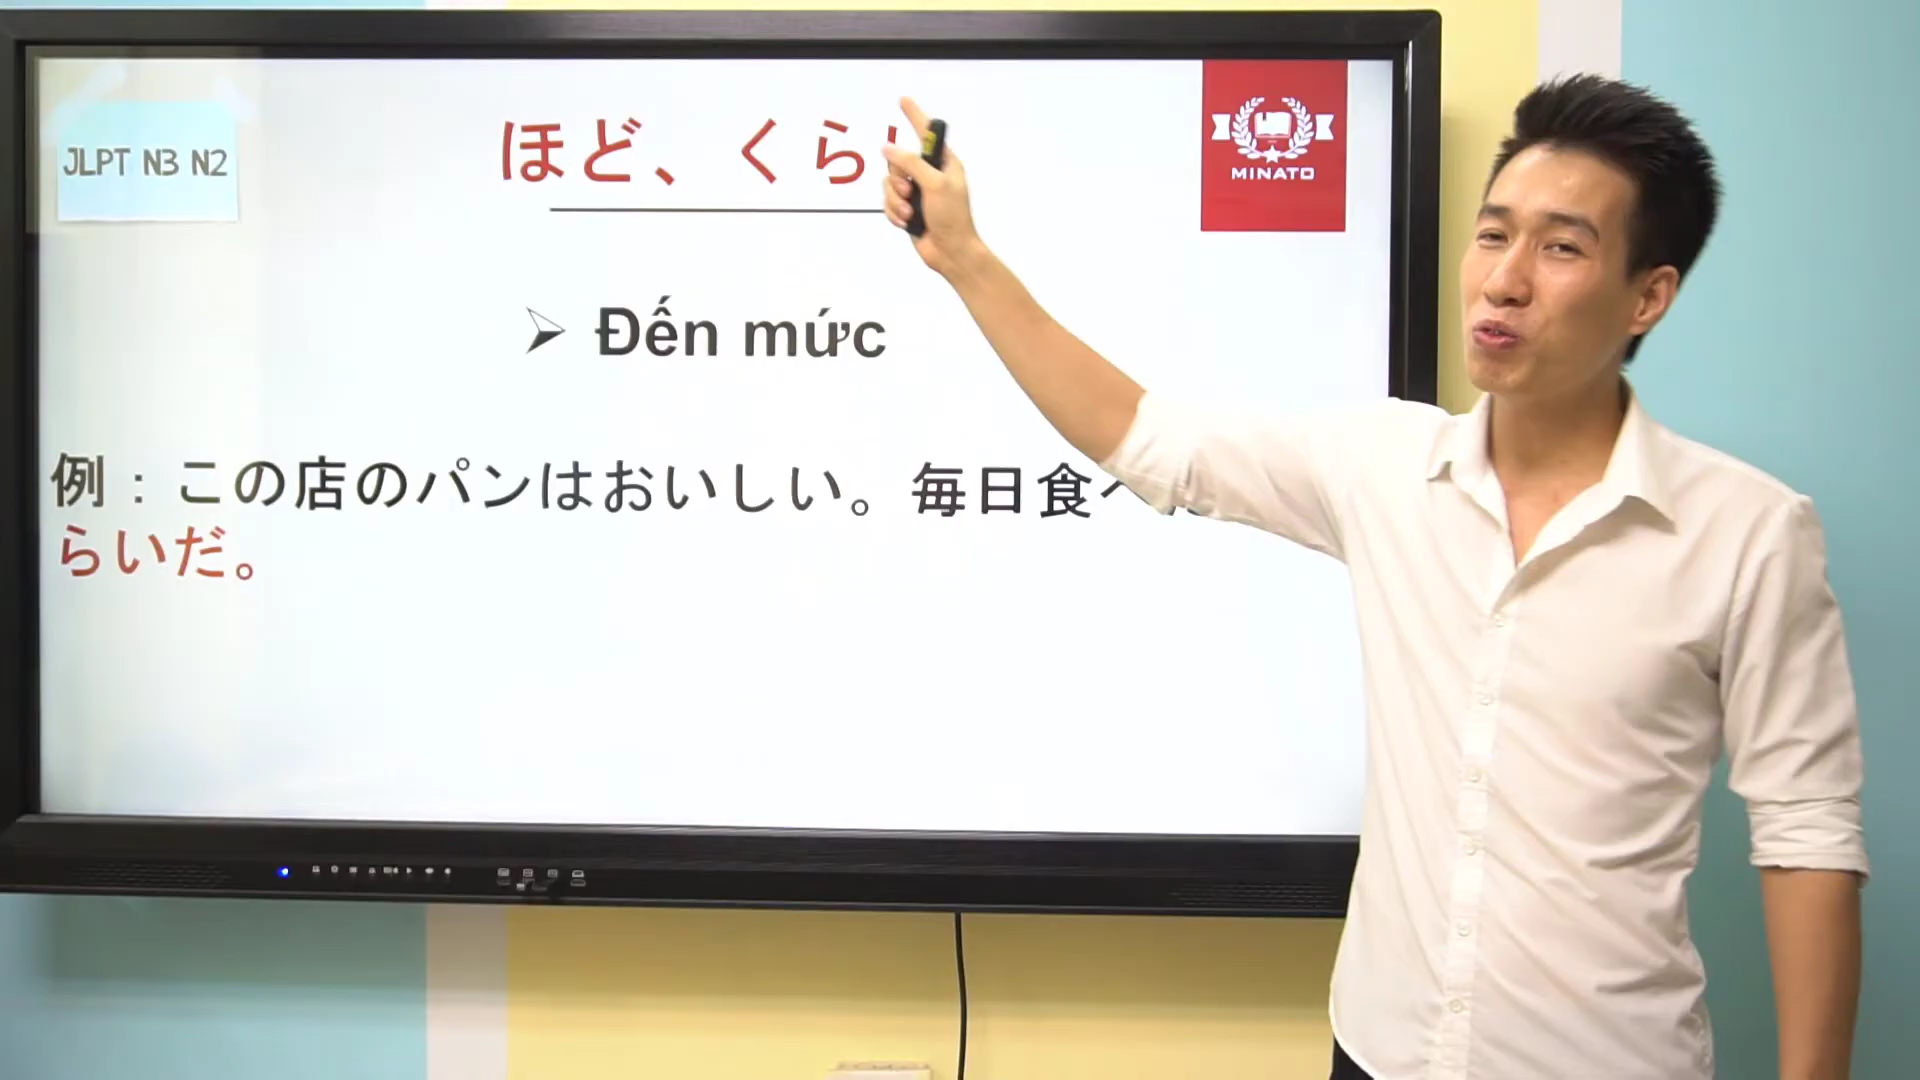 JLPT N3 N2
ほど、くら
MINATO
➢ Đến mức
例：この店のパンはおいしい。毎日食
らいだ。